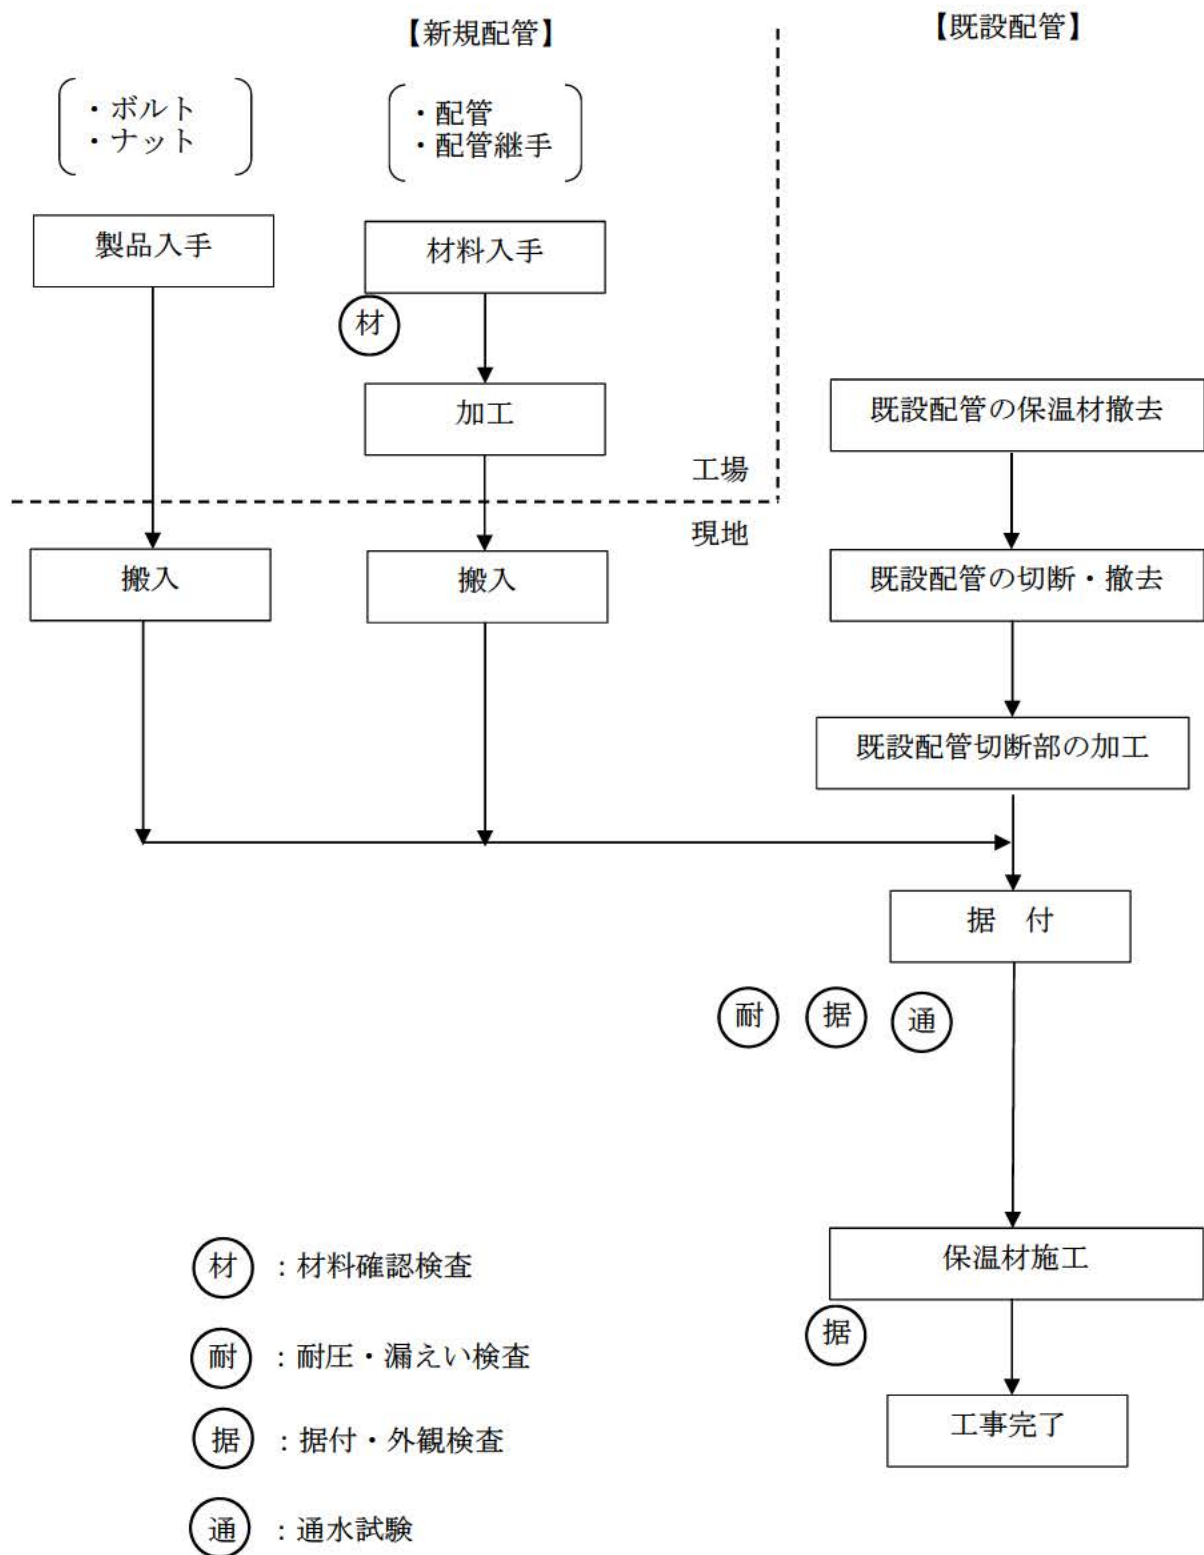 【新規配管】
【既設配管】
・ボルト
・ナット
・配管
・配管継手
製品入手
材料入手
材
加工
既設配管の保温材撤去
工場
現地
搬入
搬入
既設配管の切断・撤去
既設配管切断部の加工
据　付
耐
据
通
保温材施工
据
工事完了
材 ：材料確認検査
耐 ：耐圧・漏えい検査
据 ：据付・外観検査
通 ：通水試験